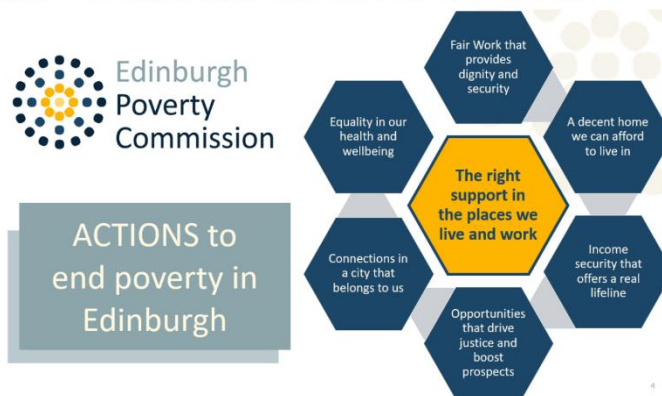 Edinburgh
Poverty
Commission
ACTIONS to
end poverty in
Edinburgh
Fair Work that
provides
dignity and
security
A decent home
we can afford
to live in
Income
security that
offers a real
lifeline
Opportunities
that drive
justice and
boost
prospects
Connections in
a city that
belongs to us
Equality in our
health and
wellbeing
The right
support in
the places we
live and work
4